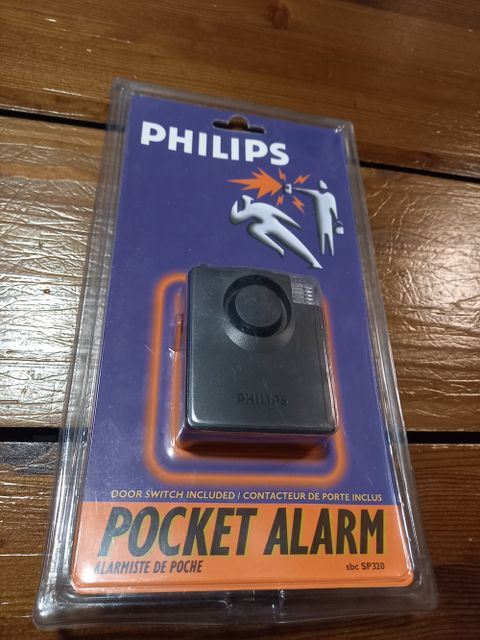 PHILIPS
PHILIPS
DOOR SWITCH INCLUDED / CONTACTEUR DE PORTE INCLUS
POCKET ALARM
ALARMISTE DE POCHE
sbc SP320